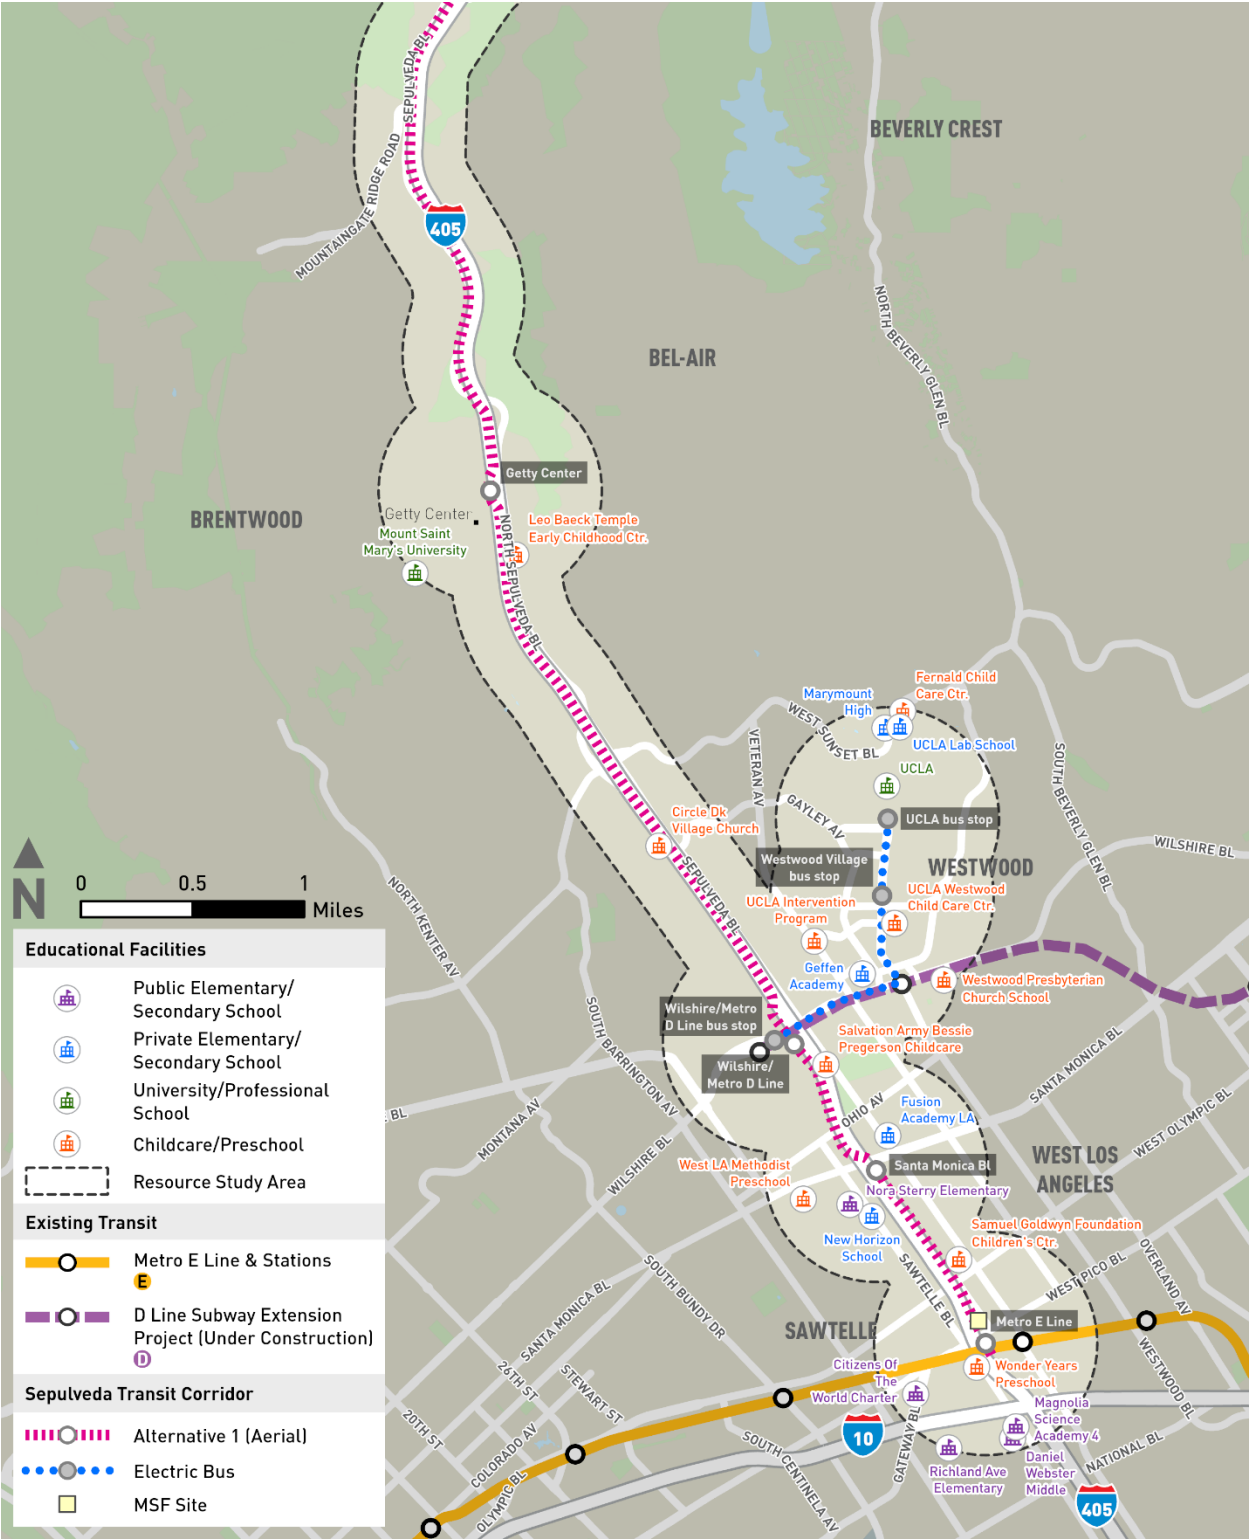 SEPULVEDA BL
BEVERLY CREST
MOUNTAINGATE RIDGE ROAD
405
NORTH BEVERLY GLEN BL
BEL-AIR
Getty Center
BRENTWOOD
Getty Center
Mount Saint
Mary's University
Leo Baeck Temple
Early Childhood Ctr.
NORTH SEPULVEDA BL
Fernald Child
Care Ctr.
Marymount
High
WEST SUNSET BL
UCLA Lab School
VETERAN AV
UCLA
SOUTH BEVERLY GLEN BL
GAYLEY AV
UCLA bus stop
Circle Dk
Village Church
WILSHIRE BL
Westwood Village
bus stop
WESTWOOD
SEPULVEDA BL
UCLA Westwood
Child Care Ctr.
UCLA Intervention
Program
NORTH KENTER AV
Geffen
Academy
Westwood Presbyterian
Church School
Wilshire/Metro
D Line bus stop
Salvation Army Bessie
Pregerson Childcare
Wilshire/
Metro D Line
SOUTH BARRINGTON AV
SANTA MONICA BL
OHIO AV
Fusion
Academy LA
WEST OLYMPIC BL
BL
MONTANA AV
WILSHIRE BL
West LA Methodist
Preschool
Santa Monica Bl
WEST LOS
ANGELES
Nora Sterry Elementary
New Horizon
School
Samuel Goldwyn Foundation
Children's Ctr.
SAWTELLE BL
WEST PICO BL
OVERLAND AV
SOUTH BUNDY DR
SANTA MONICA BL
SAWTELLE
Metro E Line
Citizens Of
The
World Charter
Wonder Years
Preschool
WESTWOOD BL
26TH ST
STEWART ST
Magnolia
Science
Academy 4
20TH ST
COLORADO AV
OLYMPIC BL
10
GATEWAY BL
SOUTH CENTINELA AV
NATIONAL BL
Richland Ave
Elementary
Daniel
Webster
Middle
405
N
0 0.5 1
Miles
Educational Facilities
Public Elementary/
Secondary School
Private Elementary/
Secondary School
University/Professional
School
Childcare/Preschool
Resource Study Area
Existing Transit
Metro E Line & Stations
E
D Line Subway Extension
Project (Under Construction)
D
Sepulveda Transit Corridor
Alternative 1 (Aerial)
Electric Bus
MSF Site